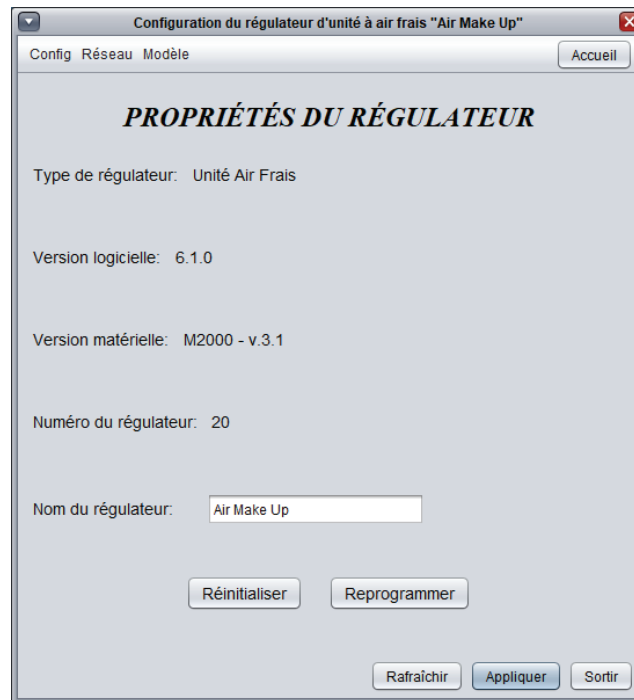 Configuration du régulateur d'unité à air frais "Air Make Up"
Config Réseau Modèle Accueil
PROPRIÉTÉS DU RÉGULATEUR
Type de régulateur: Unité Air Frais
Version logicielle: 6.1.0
Version matérielle: M2000 - v.3.1
Numéro du régulateur: 20
Nom du régulateur: Air Make Up
Réinitialiser Reprogrammer
Rafraîchir Appliquer Sortir